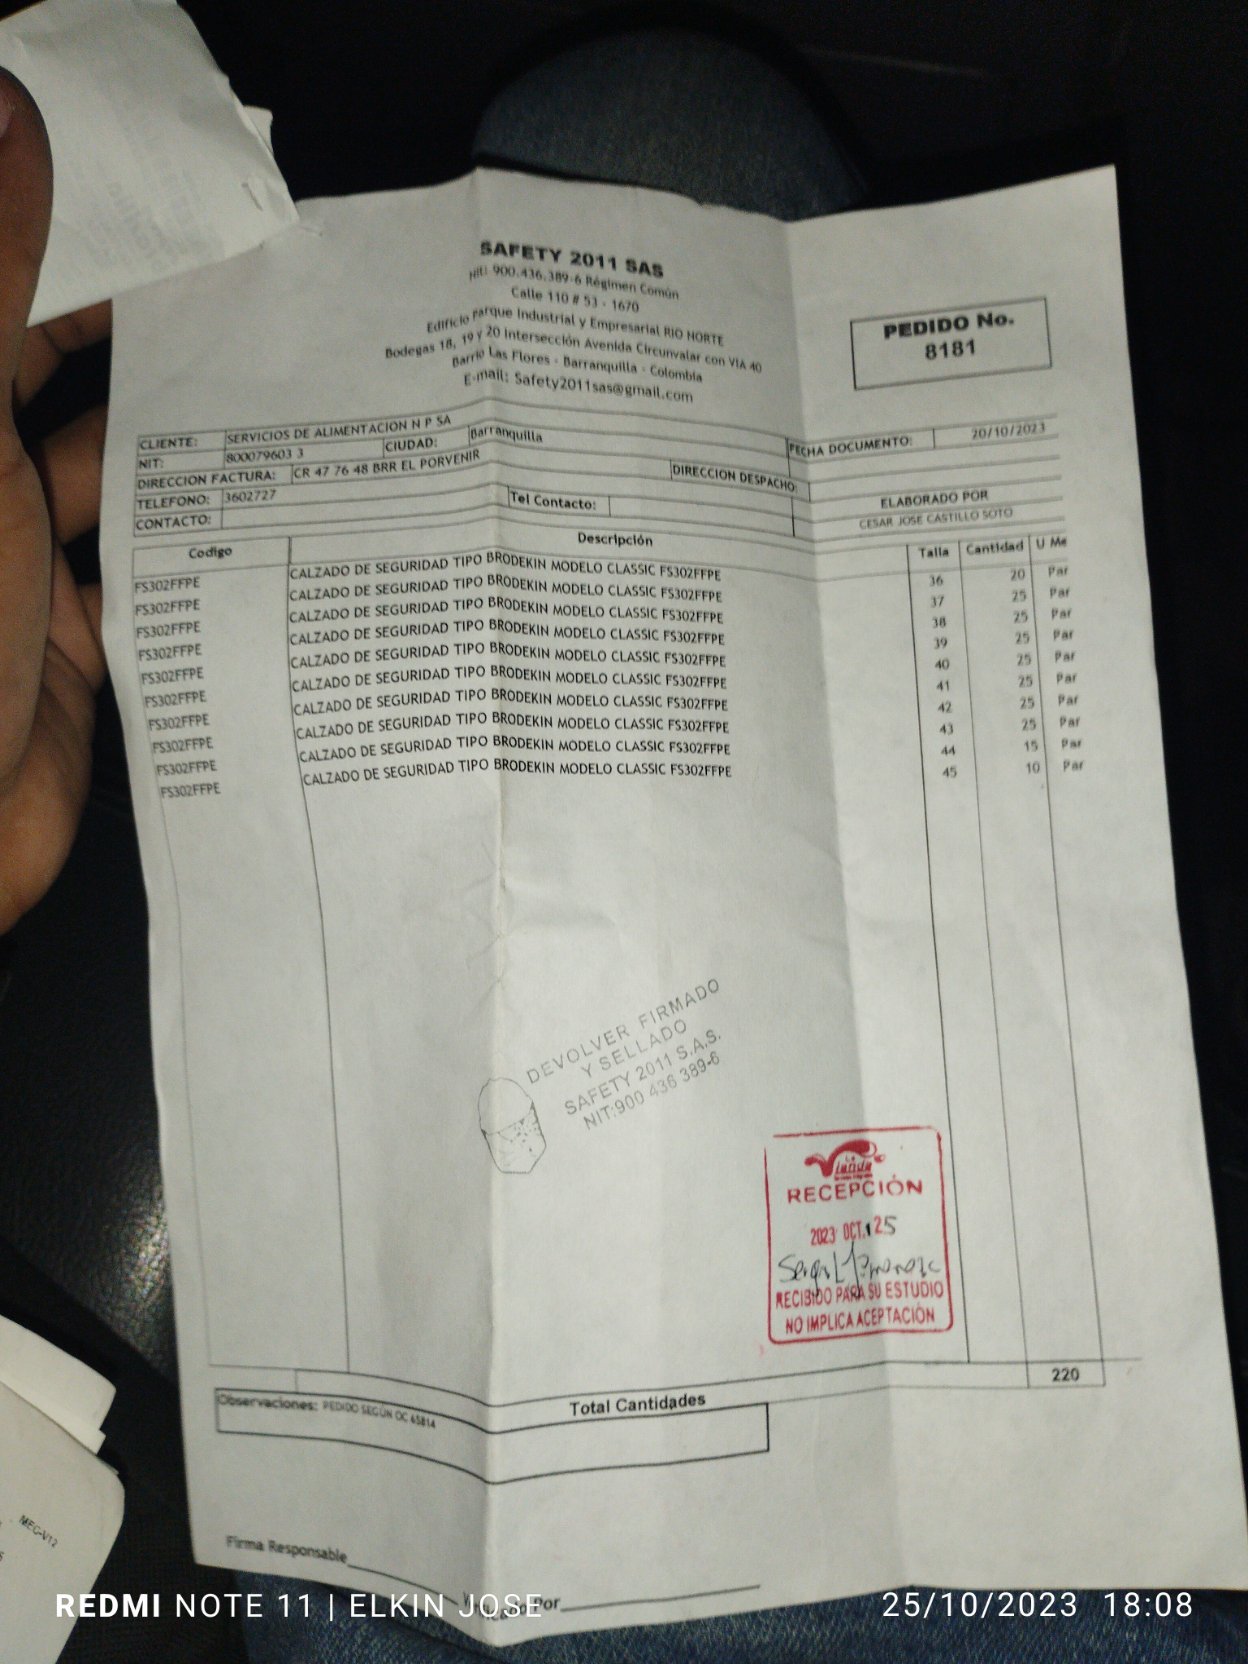 SAFETY 2011 SAS
nit: 900.436.389-6 Régimen Común
Calle 110 # 53 - 1670
Edificio Parque Industrial y Empresarial RIO NORTE
Bodegas 18, 19 y 20 Intersección Avenida Circunvalar con VIA 40
Barrio Las Flores - Barranquilla - Colombia
E-mail: Safety2011sas@gmail.com
PEDIDO No.
8181
CLIENTE: SERVICIOS DE ALIMENTACION N P SA
FECHA DOCUMENTO: 20/10/2023
NIT: 800079603 3 CIUDAD: Barranquilla
DIRECCION FACTURA: CR 47 76 48 BRR EL PORVENIR DIRECCION DESPACHO:
TELEFONO: 3602727
CONTACTO: Tel Contacto:
ELABORADO POR
CESAR JOSE CASTILLO SOTO
Codigo Descripción Talla Cantidad U Me
FS302FFPE CALZADO DE SEGURIDAD TIPO BRODEKIN MODELO CLASSIC FS302FFPE 36 20 Par
FS302FFPE CALZADO DE SEGURIDAD TIPO BRODEKIN MODELO CLASSIC FS302FFPE 37 25 Par
FS302FFPE CALZADO DE SEGURIDAD TIPO BRODEKIN MODELO CLASSIC FS302FFPE 38 25 Par
FS302FFPE CALZADO DE SEGURIDAD TIPO BRODEKIN MODELO CLASSIC FS302FFPE 39 25 Par
FS302FFPE CALZADO DE SEGURIDAD TIPO BRODEKIN MODELO CLASSIC FS302FFPE 40 25 Par
FS302FFPE CALZADO DE SEGURIDAD TIPO BRODEKIN MODELO CLASSIC FS302FFPE 41 25 Par
FS302FFPE CALZADO DE SEGURIDAD TIPO BRODEKIN MODELO CLASSIC FS302FFPE 42 25 Par
FS302FFPE CALZADO DE SEGURIDAD TIPO BRODEKIN MODELO CLASSIC FS302FFPE 43 25 Par
FS302FFPE CALZADO DE SEGURIDAD TIPO BRODEKIN MODELO CLASSIC FS302FFPE 44 15 Par
FS302FFPE CALZADO DE SEGURIDAD TIPO BRODEKIN MODELO CLASSIC FS302FFPE 45 10 Par
DEVOLVER FIRMADO
Y SELLADO
SAFETY 2011 S.A.S.
NIT:900 436 389-6
RECEPCIÓN
2023 OCT. 25
RECIBIDO PARA SU ESTUDIO
NO IMPLICA ACEPTACIÓN
Total Cantidades 220
Observaciones: PEDIDO SEGÚN OC 65814
Firma Responsable
Por
MEG-V12
REDMI NOTE 11 | ELKIN JOSE
25/10/2023 18:08